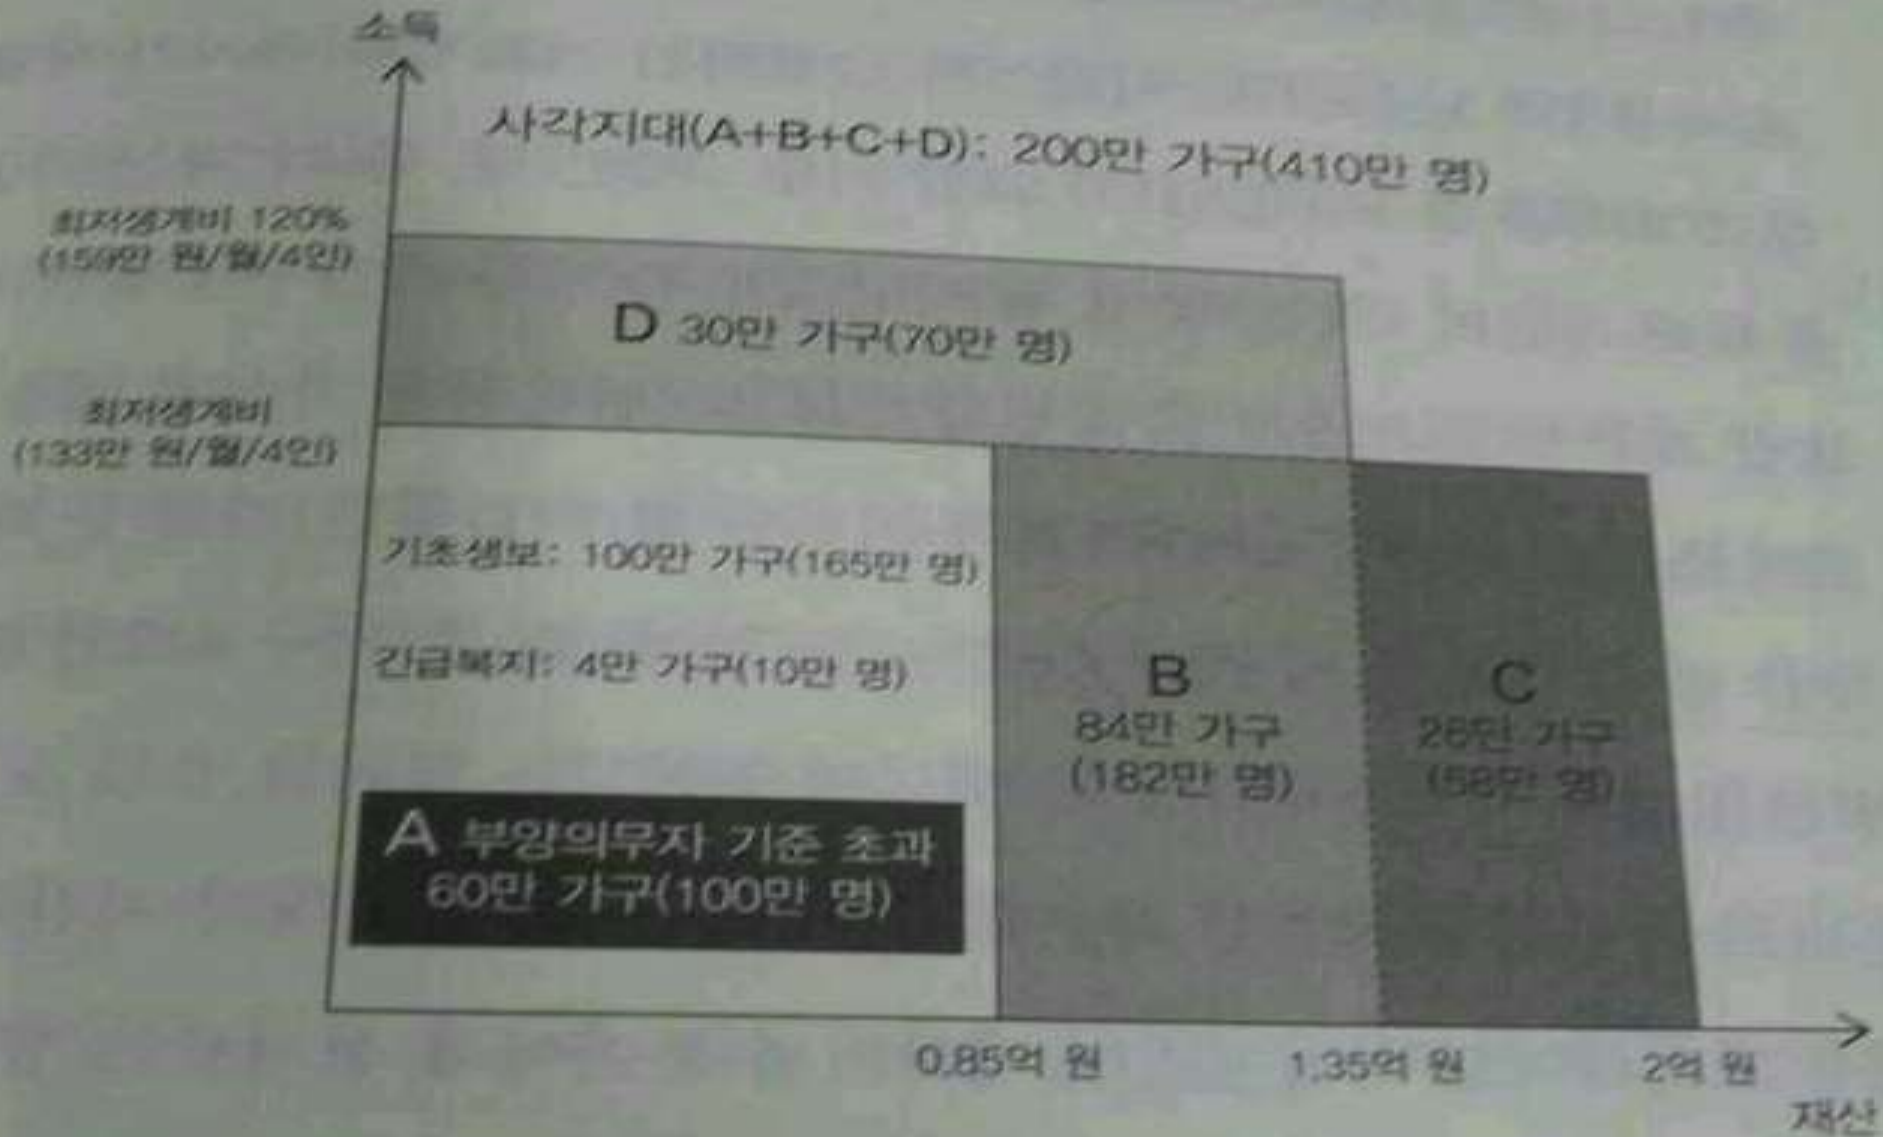 소득
사각지대(A+B+C+D): 200만 가구(410만 명)
최저생계비 120%
(159만 원/월/4인)
D 30만 가구(70만 명)
최저생계비
(133만 원/월/4인)
기초생보: 100만 가구(165만 명)
긴급복지: 4만 가구(10만 명)
A 부양의무자 기준 초과
60만 가구(100만 명)
B
84만 가구
(182만 명)
C
26만 가구
(58만 명)
0.85억 원
1.35억 원
2억 원
재산